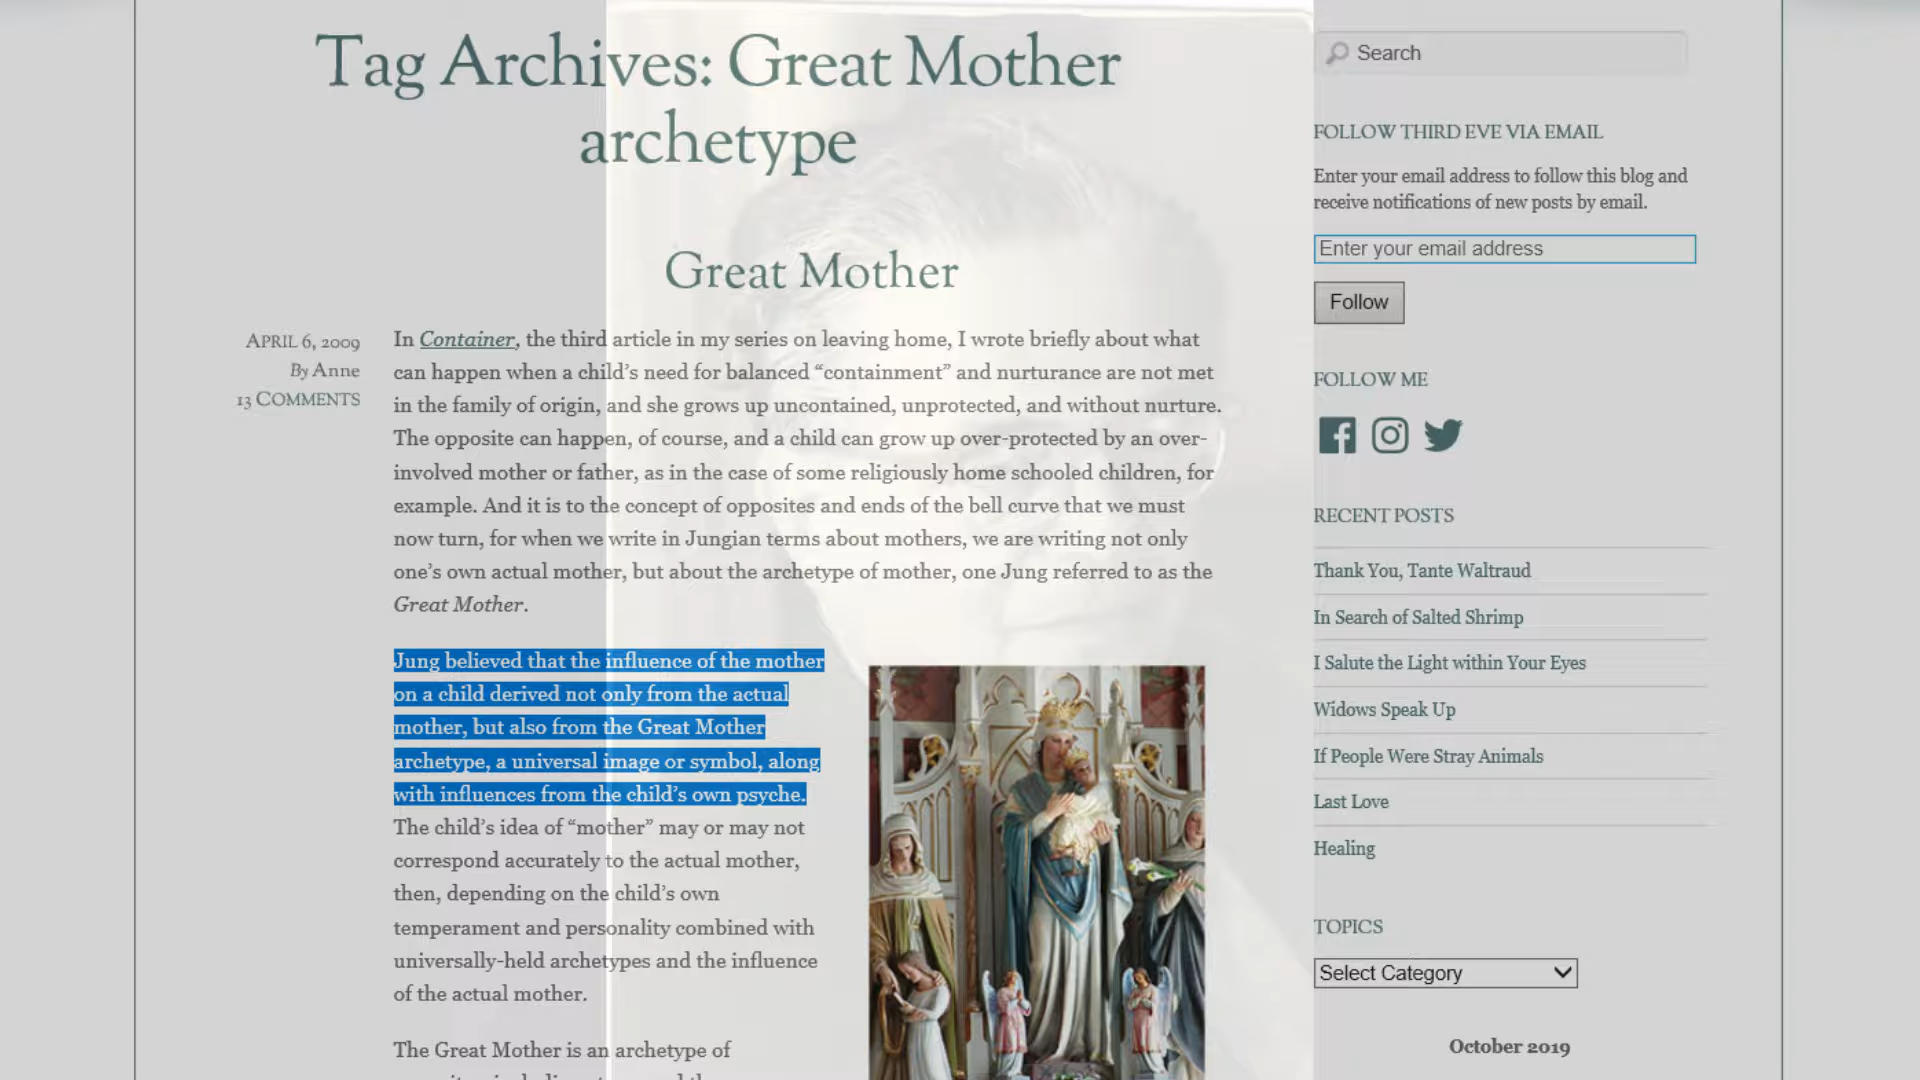 Tag Archives: Great Mother
archetype
Great Mother
APRIL 6, 2009
By Anne
13 COMMENTS
In Container, the third article in my series on leaving home, I wrote briefly about what
can happen when a child’s need for balanced “containment” and nurturance are not met
in the family of origin, and she grows up uncontained, unprotected, and without nurture.
The opposite can happen, of course, and a child can grow up over-protected by an over-
involved mother or father, as in the case of some religiously home schooled children, for
example. And it is to the concept of opposites and ends of the bell curve that we must
now turn, for when we write in Jungian terms about mothers, we are writing not only
one’s own actual mother, but about the archetype of mother, one Jung referred to as the
Great Mother.
Jung believed that the influence of the mother
on a child derived not only from the actual
mother, but also from the Great Mother
archetype, a universal image or symbol, along
with influences from the child’s own psyche.
The child’s idea of “mother” may or may not
correspond accurately to the actual mother,
then, depending on the child’s own
temperament and personality combined with
universally-held archetypes and the influence
of the actual mother.
The Great Mother is an archetype of
Search
FOLLOW THIRD EVE VIA EMAIL
Enter your email address to follow this blog and
receive notifications of new posts by email.
Enter your email address
Follow
FOLLOW ME
RECENT POSTS
Thank You, Tante Waltraud
In Search of Salted Shrimp
I Salute the Light within Your Eyes
Widows Speak Up
If People Were Stray Animals
Last Love
Healing
TOPICS
Select Category
October 2019